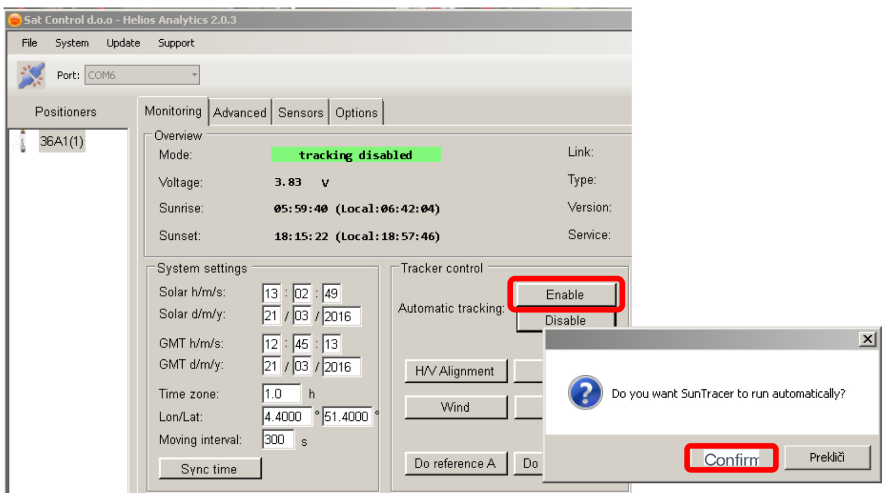 Sat Control d.o.o - Helios Analytics 2.0.3
File System Update Support
Port: COM6
Positioners
36A1(1)
Monitoring Advanced Sensors Options
Overview
Mode: tracking disabled Link:
Voltage: 3.83 V Type:
Sunrise: 05:59:40 (Local:06:42:04) Version:
Sunset: 18:15:22 (Local:18:57:46) Service:
System settings
Solar h/m/s: 13 : 02 : 49
Solar d/m/y: 21 / 03 / 2016
GMT h/m/s: 12 : 45 : 13
GMT d/m/y: 21 / 03 / 2016
Time zone: 1.0 h
Lon/Lat: 4.4000 ° 51.4000 °
Moving interval: 300 s
Sync time
Tracker control
Automatic tracking: Enable
Disable
H/V Alignment
Wind
Do reference A Do
Do you want SunTracer to run automatically?
Confirm Prekliči